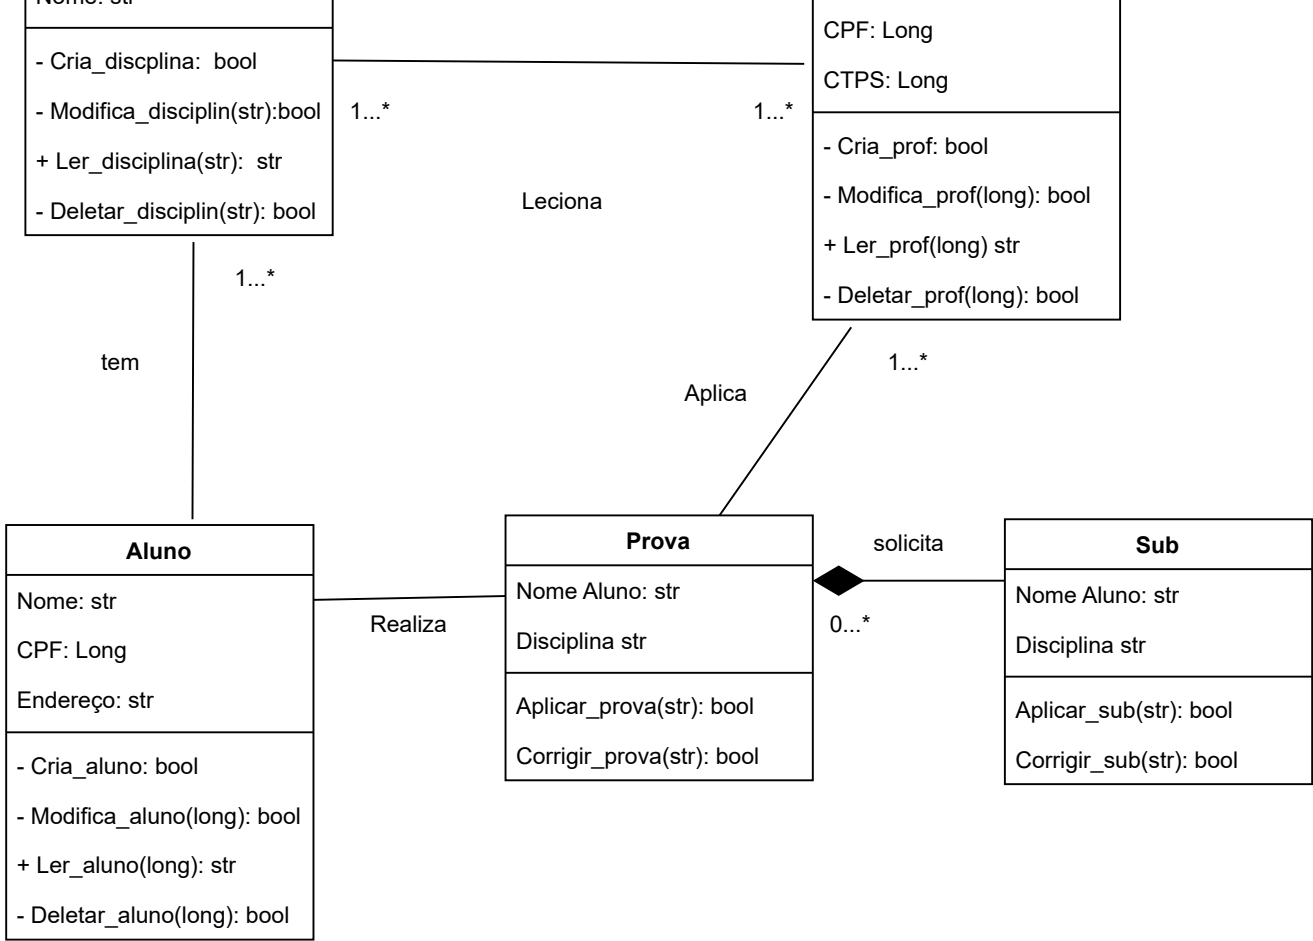 Nome: str
- Cria_discplina:  bool
- Modifica_disciplin(str):bool
+ Ler_disciplina(str):  str
- Deletar_disciplin(str): bool
1...*
1...*
Leciona
CPF: Long
CTPS: Long
- Cria_prof: bool
- Modifica_prof(long): bool
+ Ler_prof(long) str
- Deletar_prof(long): bool
1...*
tem
1...*
Aplica
Aluno
Nome: str
CPF: Long
Endereço: str
- Cria_aluno: bool
- Modifica_aluno(long): bool
+ Ler_aluno(long): str
- Deletar_aluno(long): bool
Realiza
Prova
Nome Aluno: str
Disciplina str
Aplicar_prova(str): bool
Corrigir_prova(str): bool
solicita
0...*
Sub
Nome Aluno: str
Disciplina str
Aplicar_sub(str): bool
Corrigir_sub(str): bool